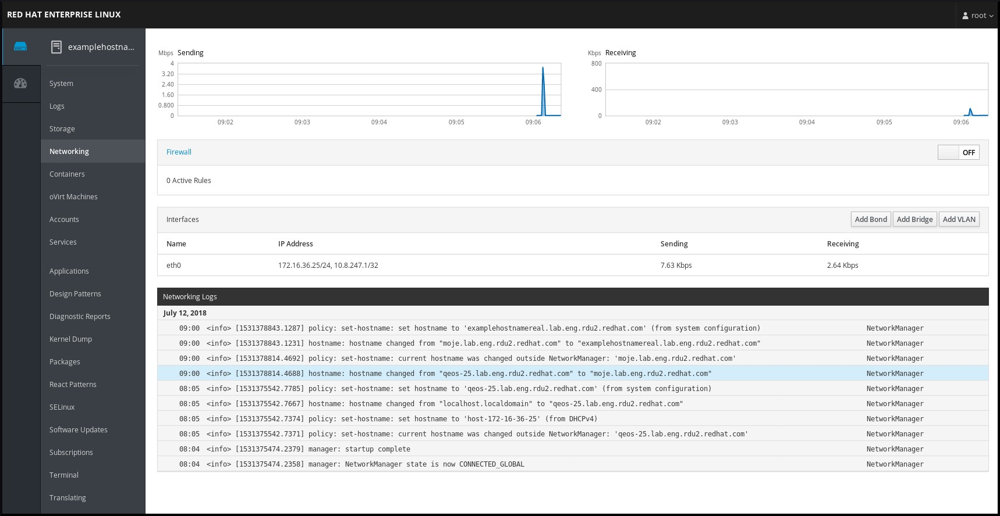 RED HAT ENTERPRISE LINUX
root
examplehostna...
System
Logs
Storage
Networking
Containers
oVirt Machines
Accounts
Services
Applications
Design Patterns
Diagnostic Reports
Kernel Dump
Packages
React Patterns
SELinux
Software Updates
Subscriptions
Terminal
Translating
Mbps Sending
4
3.20
2.40
1.60
0.800
0
09:02 09:03 09:04 09:05 09:06
Kbps Receiving
800
400
0
09:02 09:03 09:04 09:05 09:06
Firewall OFF
0 Active Rules
Interfaces Add Bond Add Bridge Add VLAN
Name IP Address Sending Receiving
eth0 172.16.36.25/24, 10.8.247.1/32 7.63 Kbps 2.64 Kbps
Networking Logs
July 12, 2018
09:00 <info> [1531378843.1287] policy: set-hostname: set hostname to 'examplehostnamereal.lab.eng.rdu2.redhat.com' (from system configuration) NetworkManager
09:00 <info> [1531378843.1231] hostname: hostname changed from "moje.lab.eng.rdu2.redhat.com" to "examplehostnamereal.lab.eng.rdu2.redhat.com" NetworkManager
09:00 <info> [1531378814.4692] policy: set-hostname: current hostname was changed outside NetworkManager: 'moje.lab.eng.rdu2.redhat.com' NetworkManager
09:00 <info> [1531378814.4688] hostname: hostname changed from "qeos-25.lab.eng.rdu2.redhat.com" to "moje.lab.eng.rdu2.redhat.com" NetworkManager
08:05 <info> [1531375542.7785] policy: set-hostname: set hostname to 'qeos-25.lab.eng.rdu2.redhat.com' (from system configuration) NetworkManager
08:05 <info> [1531375542.7667] hostname: hostname changed from "localhost.localdomain" to "qeos-25.lab.eng.rdu2.redhat.com" NetworkManager
08:05 <info> [1531375542.7374] policy: set-hostname: set hostname to 'host-172-16-36-25' (from DHCPv4) NetworkManager
08:05 <info> [1531375542.7371] policy: set-hostname: current hostname was changed outside NetworkManager: 'qeos-25.lab.eng.rdu2.redhat.com' NetworkManager
08:04 <info> [1531375474.2379] manager: startup complete NetworkManager
08:04 <info> [1531375474.2358] manager: NetworkManager state is now CONNECTED_GLOBAL NetworkManager